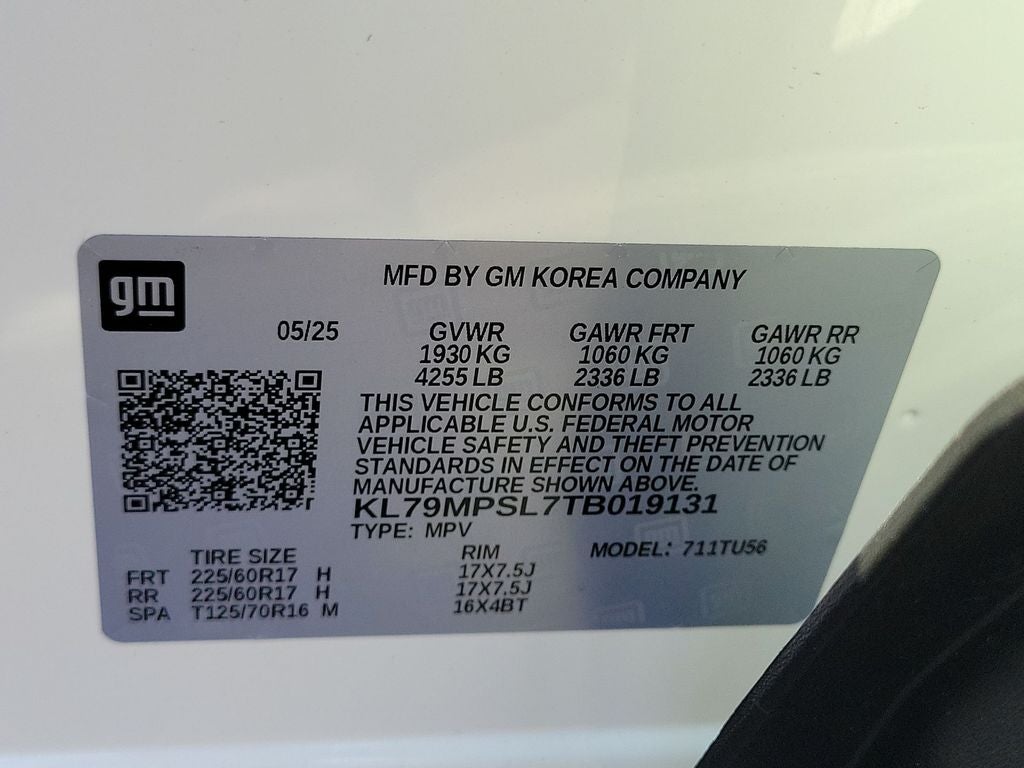 gm
MFD BY GM KOREA COMPANY
05/25 GVWR GAWR FRT GAWR RR
1930 KG 1060 KG 1060 KG
4255 LB 2336 LB 2336 LB
THIS VEHICLE CONFORMS TO ALL
APPLICABLE U.S. FEDERAL MOTOR
VEHICLE SAFETY AND THEFT PREVENTION
STANDARDS IN EFFECT ON THE DATE OF
MANUFACTURE SHOWN ABOVE.
KL79MPSL7TB019131
TYPE: MPV
TIRE SIZE RIM MODEL: 711TU56
FRT 225/60R17 H 17X7.5J
RR 225/60R17 H 17X7.5J
SPA T125/70R16 M 16X4BT